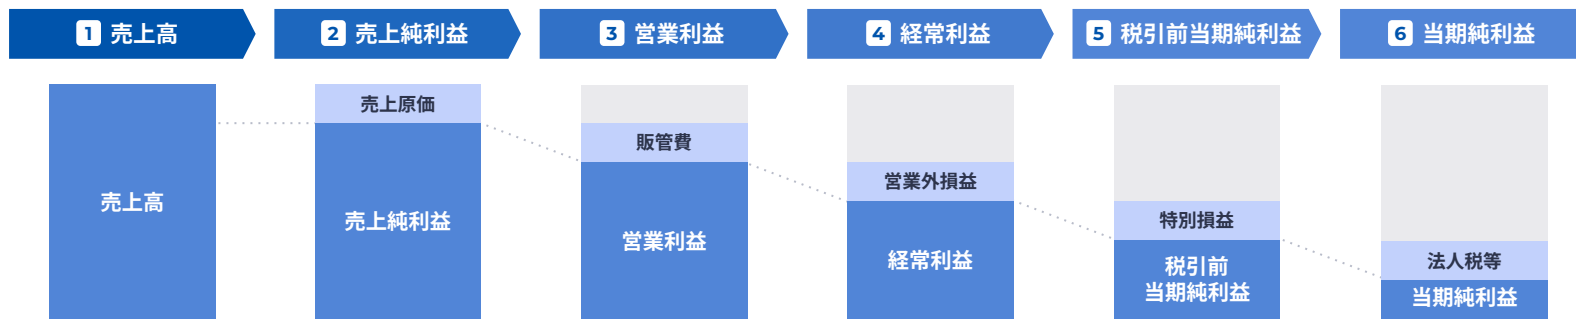 1 売上高
2 売上純利益
3 営業利益
4 経常利益
5 税引前当期純利益
6 当期純利益
売上高
売上原価
売上純利益
販管費
営業利益
営業外損益
経常利益
特別損益
税引前
当期純利益
法人税等
当期純利益